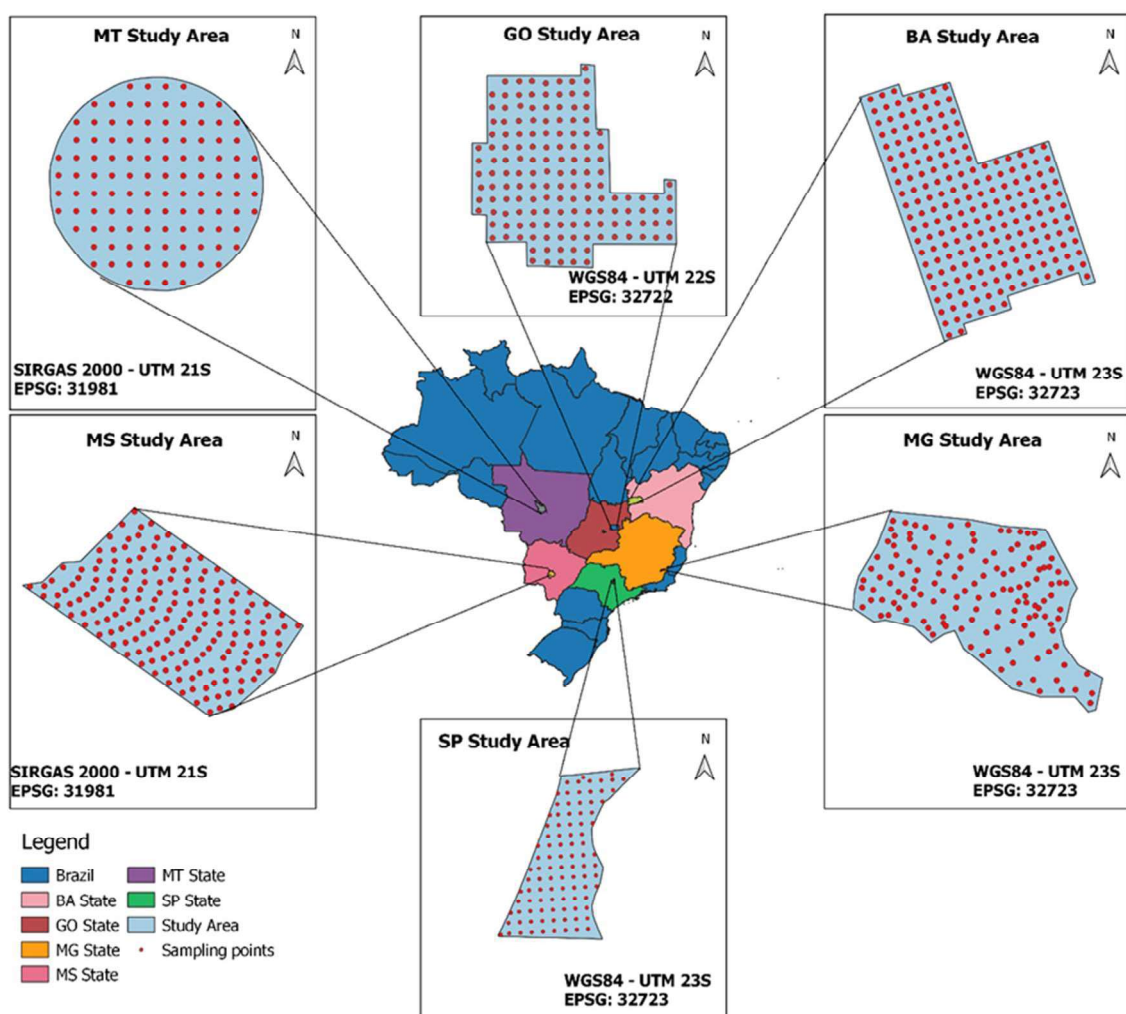 MT Study Area
N
SIRGAS 2000 - UTM 21S
EPSG: 31981
GO Study Area
N
WGS84 - UTM 22S
EPSG: 32722
BA Study Area
N
WGS84 - UTM 23S
EPSG: 32723
MS Study Area
N
SIRGAS 2000 - UTM 21S
EPSG: 31981
MG Study Area
N
WGS84 - UTM 23S
EPSG: 32723
SP Study Area
N
WGS84 - UTM 23S
EPSG: 32723
Legend
Brazil
BA State
GO State
MG State
MS State
MT State
SP State
Study Area
Sampling points